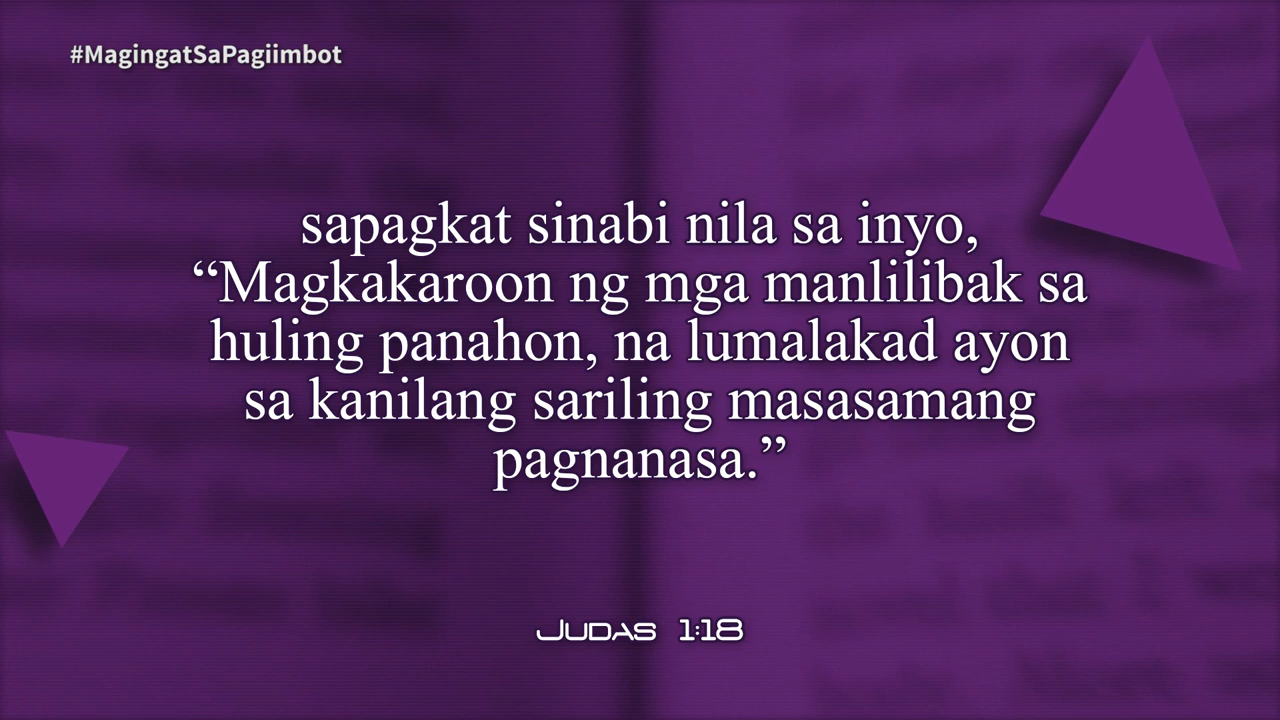 #MagingatSaPagiimbot
sapagkat sinabi nila sa inyo,
“Magkakaroon ng mga manlilibak sa
huling panahon, na lumalakad ayon
sa kanilang sariling masasamang
pagnanasa.”
Judas 1:18